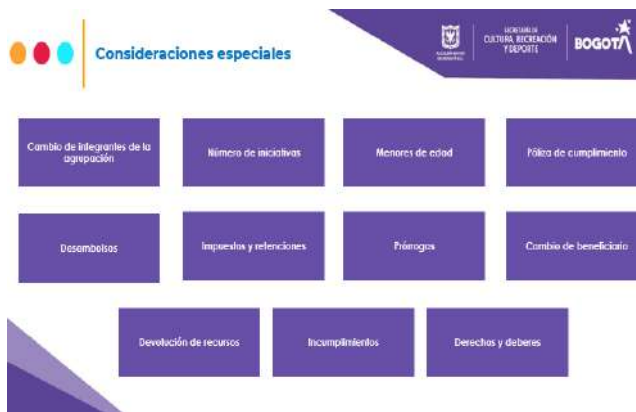 Consideraciones especiales
SECRETARÍA DE
CULTURA, RECREACIÓN
Y DEPORTE
BOGOTÁ
Cambio de integrantes de la
agrupación
Número de iniciativas
Menores de edad
Póliza de cumplimiento
Desembolsos
Impuestos y retenciones
Prórrogas
Cambio de beneficiario
Devolución de recursos
Incumplimientos
Derechos y deberes